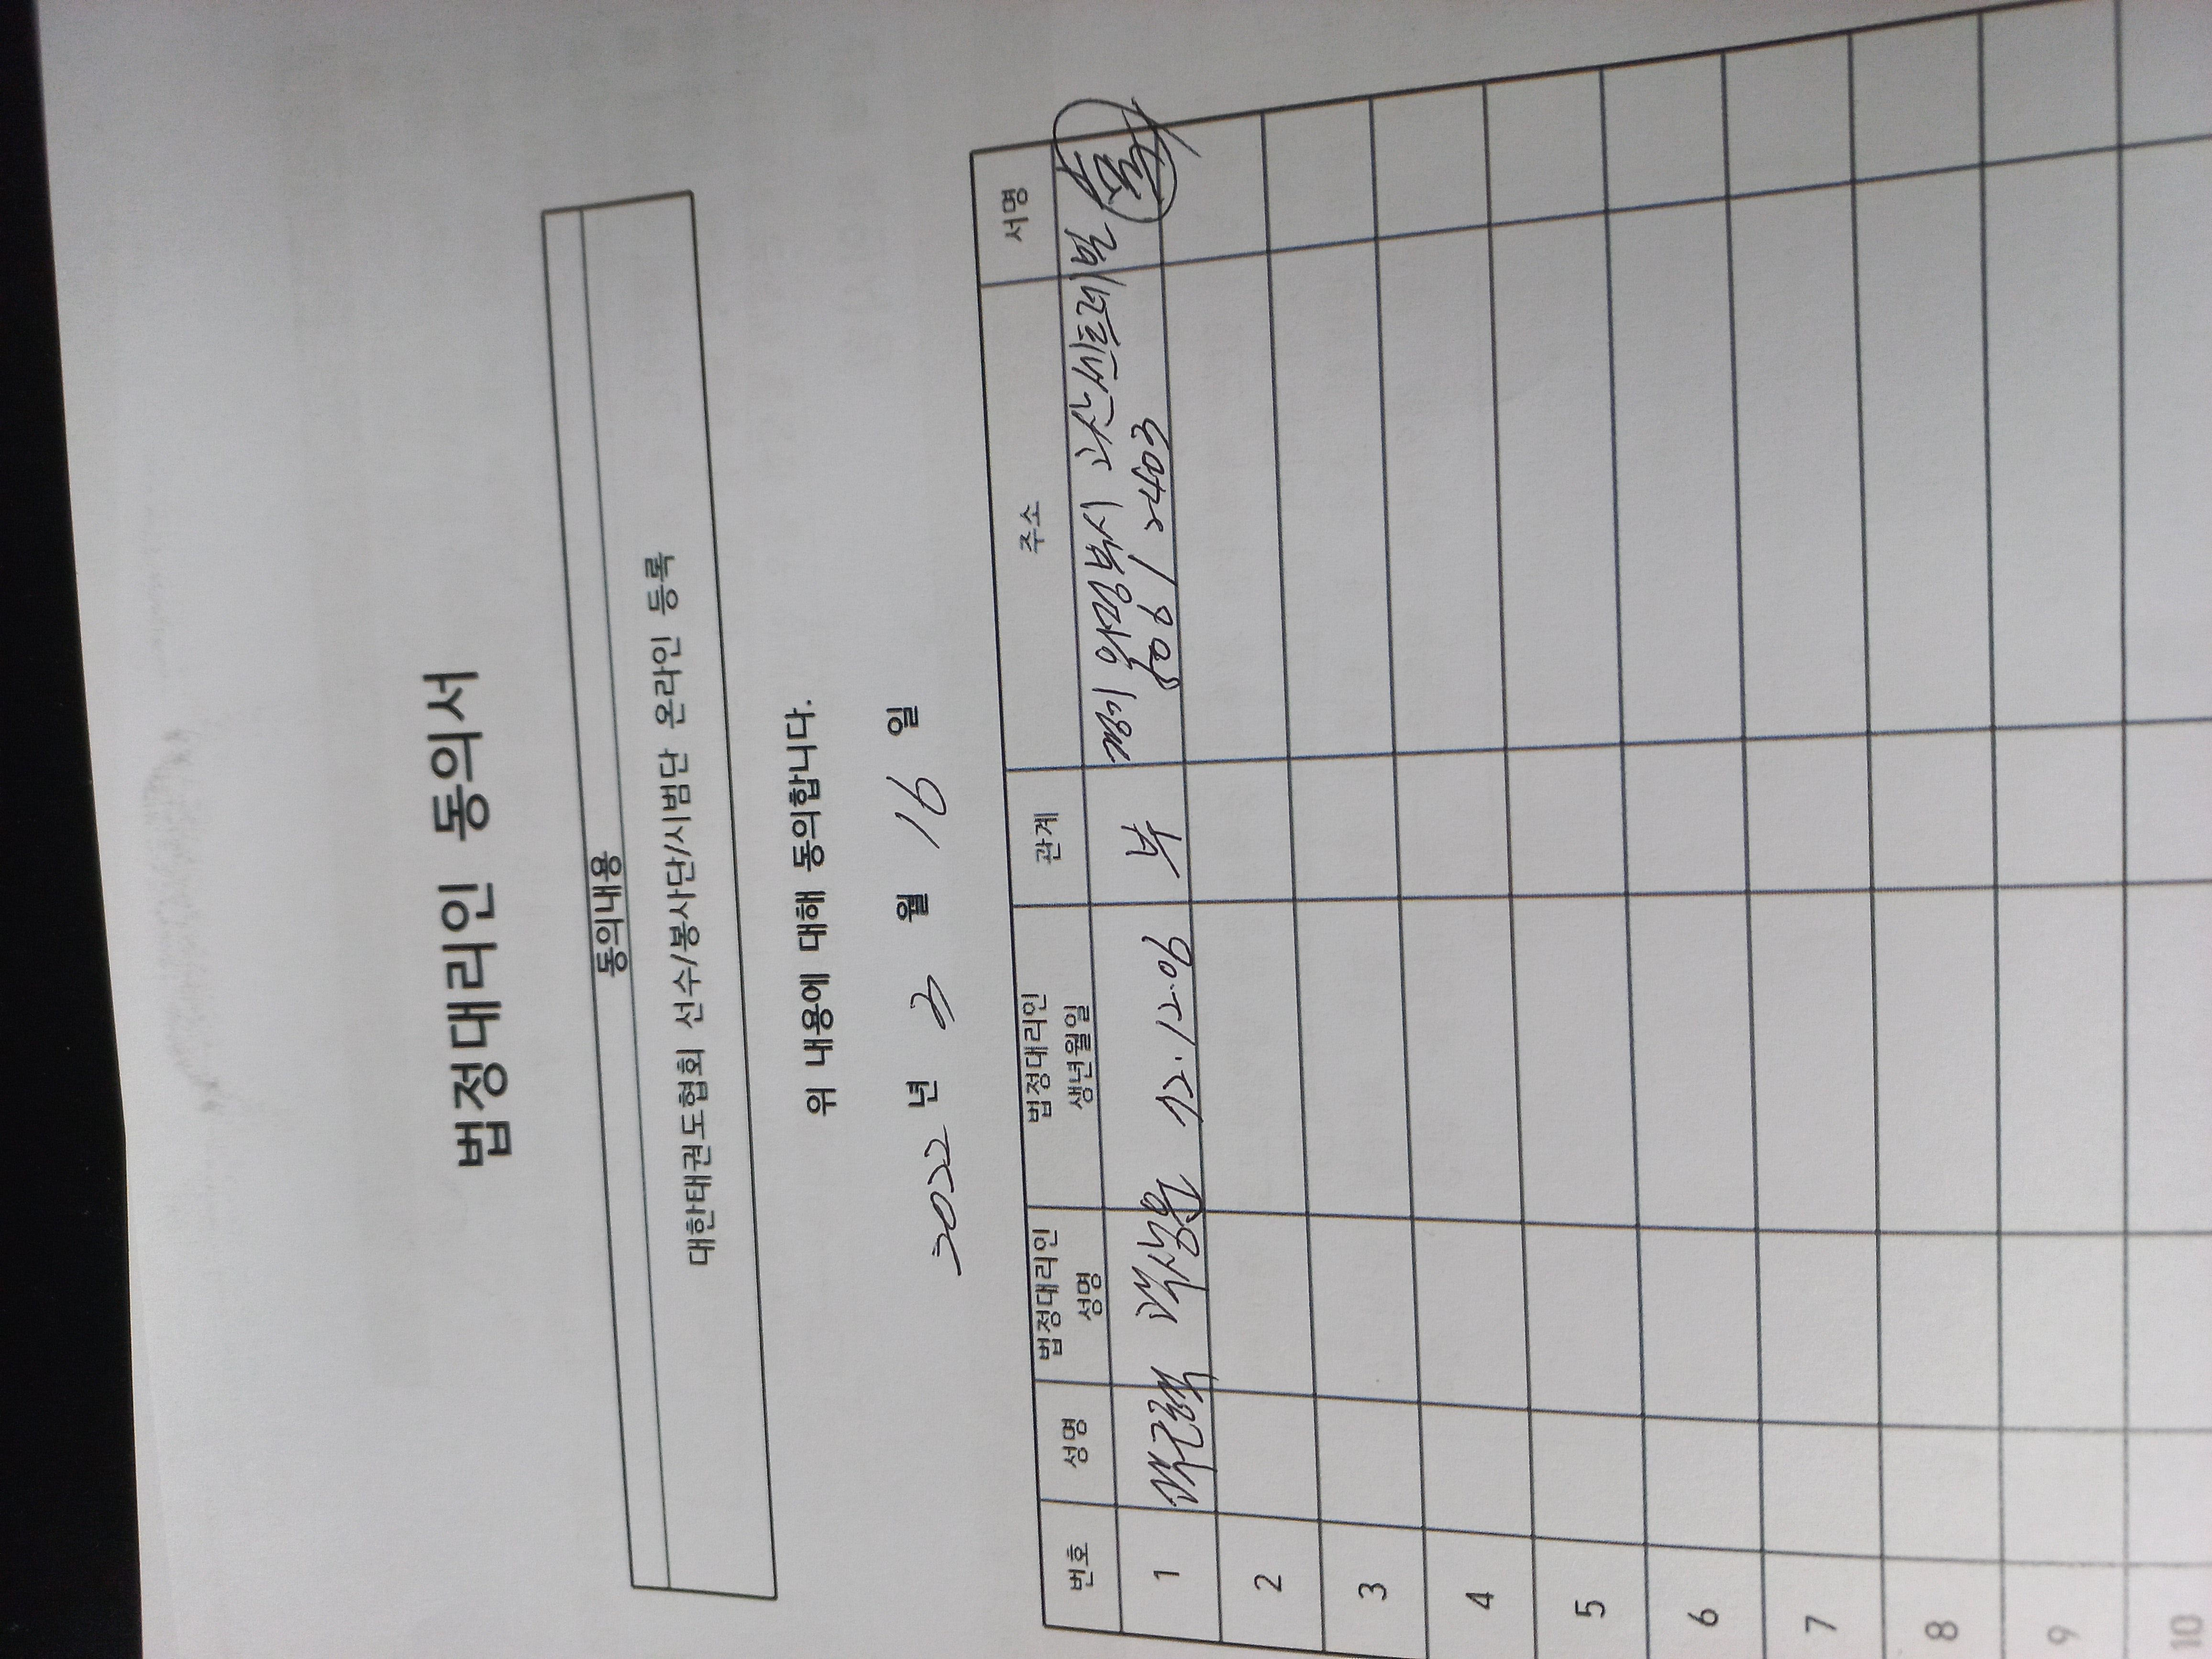 법정대리인 동의서
동의내용
대한태권도협회 선수/봉사단/시범단 온라인 등록
위 내용에 대해 동의합니다.
2022 년 3 월 16 일
번호 성명 법정대리인 성명 법정대리인 생년월일 관계 주소 서명
1 부
809 / 2403
2
3
4
5
6
7
8
9
10